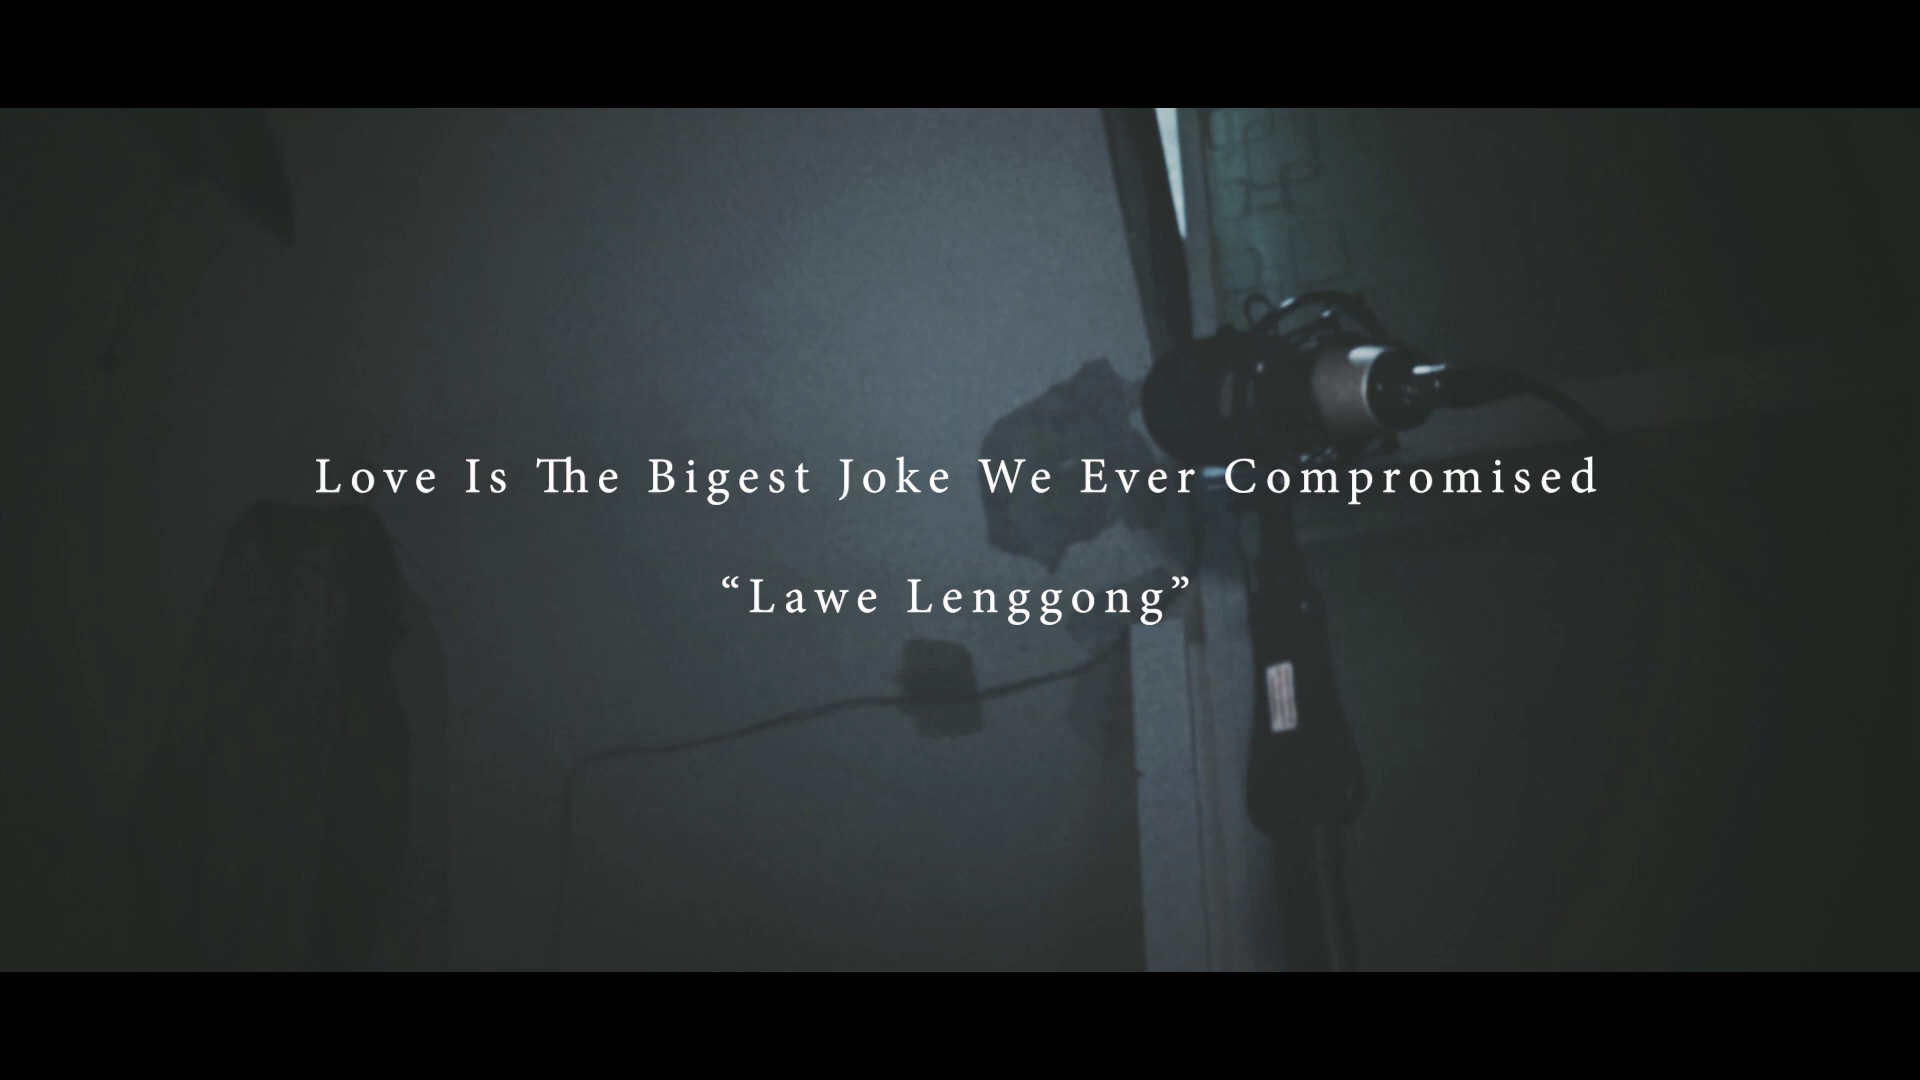 Love Is The Bigest Joke We Ever Compromised
“Lawe Lenggong”